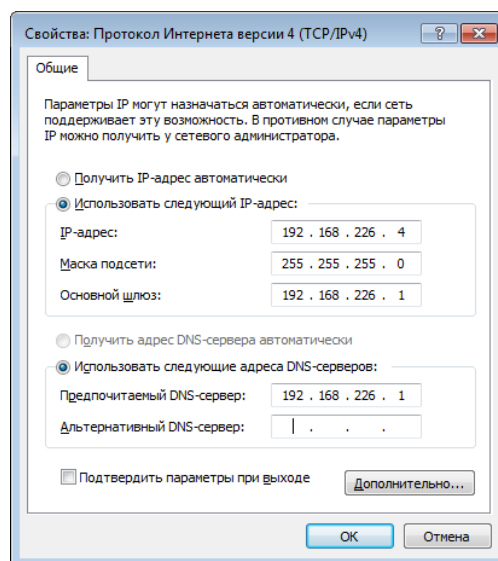 Свойства: Протокол Интернета версии 4 (TCP/IPv4)
Общие
Параметры IP могут назначаться автоматически, если сеть
поддерживает эту возможность. В противном случае параметры
IP можно получить у сетевого администратора.
Получить IP-адрес автоматически
Использовать следующий IP-адрес:
IP-адрес: 192 . 168 . 226 . 4
Маска подсети: 255 . 255 . 255 . 0
Основной шлюз: 192 . 168 . 226 . 1
Получить адрес DNS-сервера автоматически
Использовать следующие адреса DNS-серверов:
Предпочитаемый DNS-сервер: 192 . 168 . 226 . 1
Альтернативный DNS-сервер: . . .
Подтвердить параметры при выходе
Дополнительно...
ОК Отмена